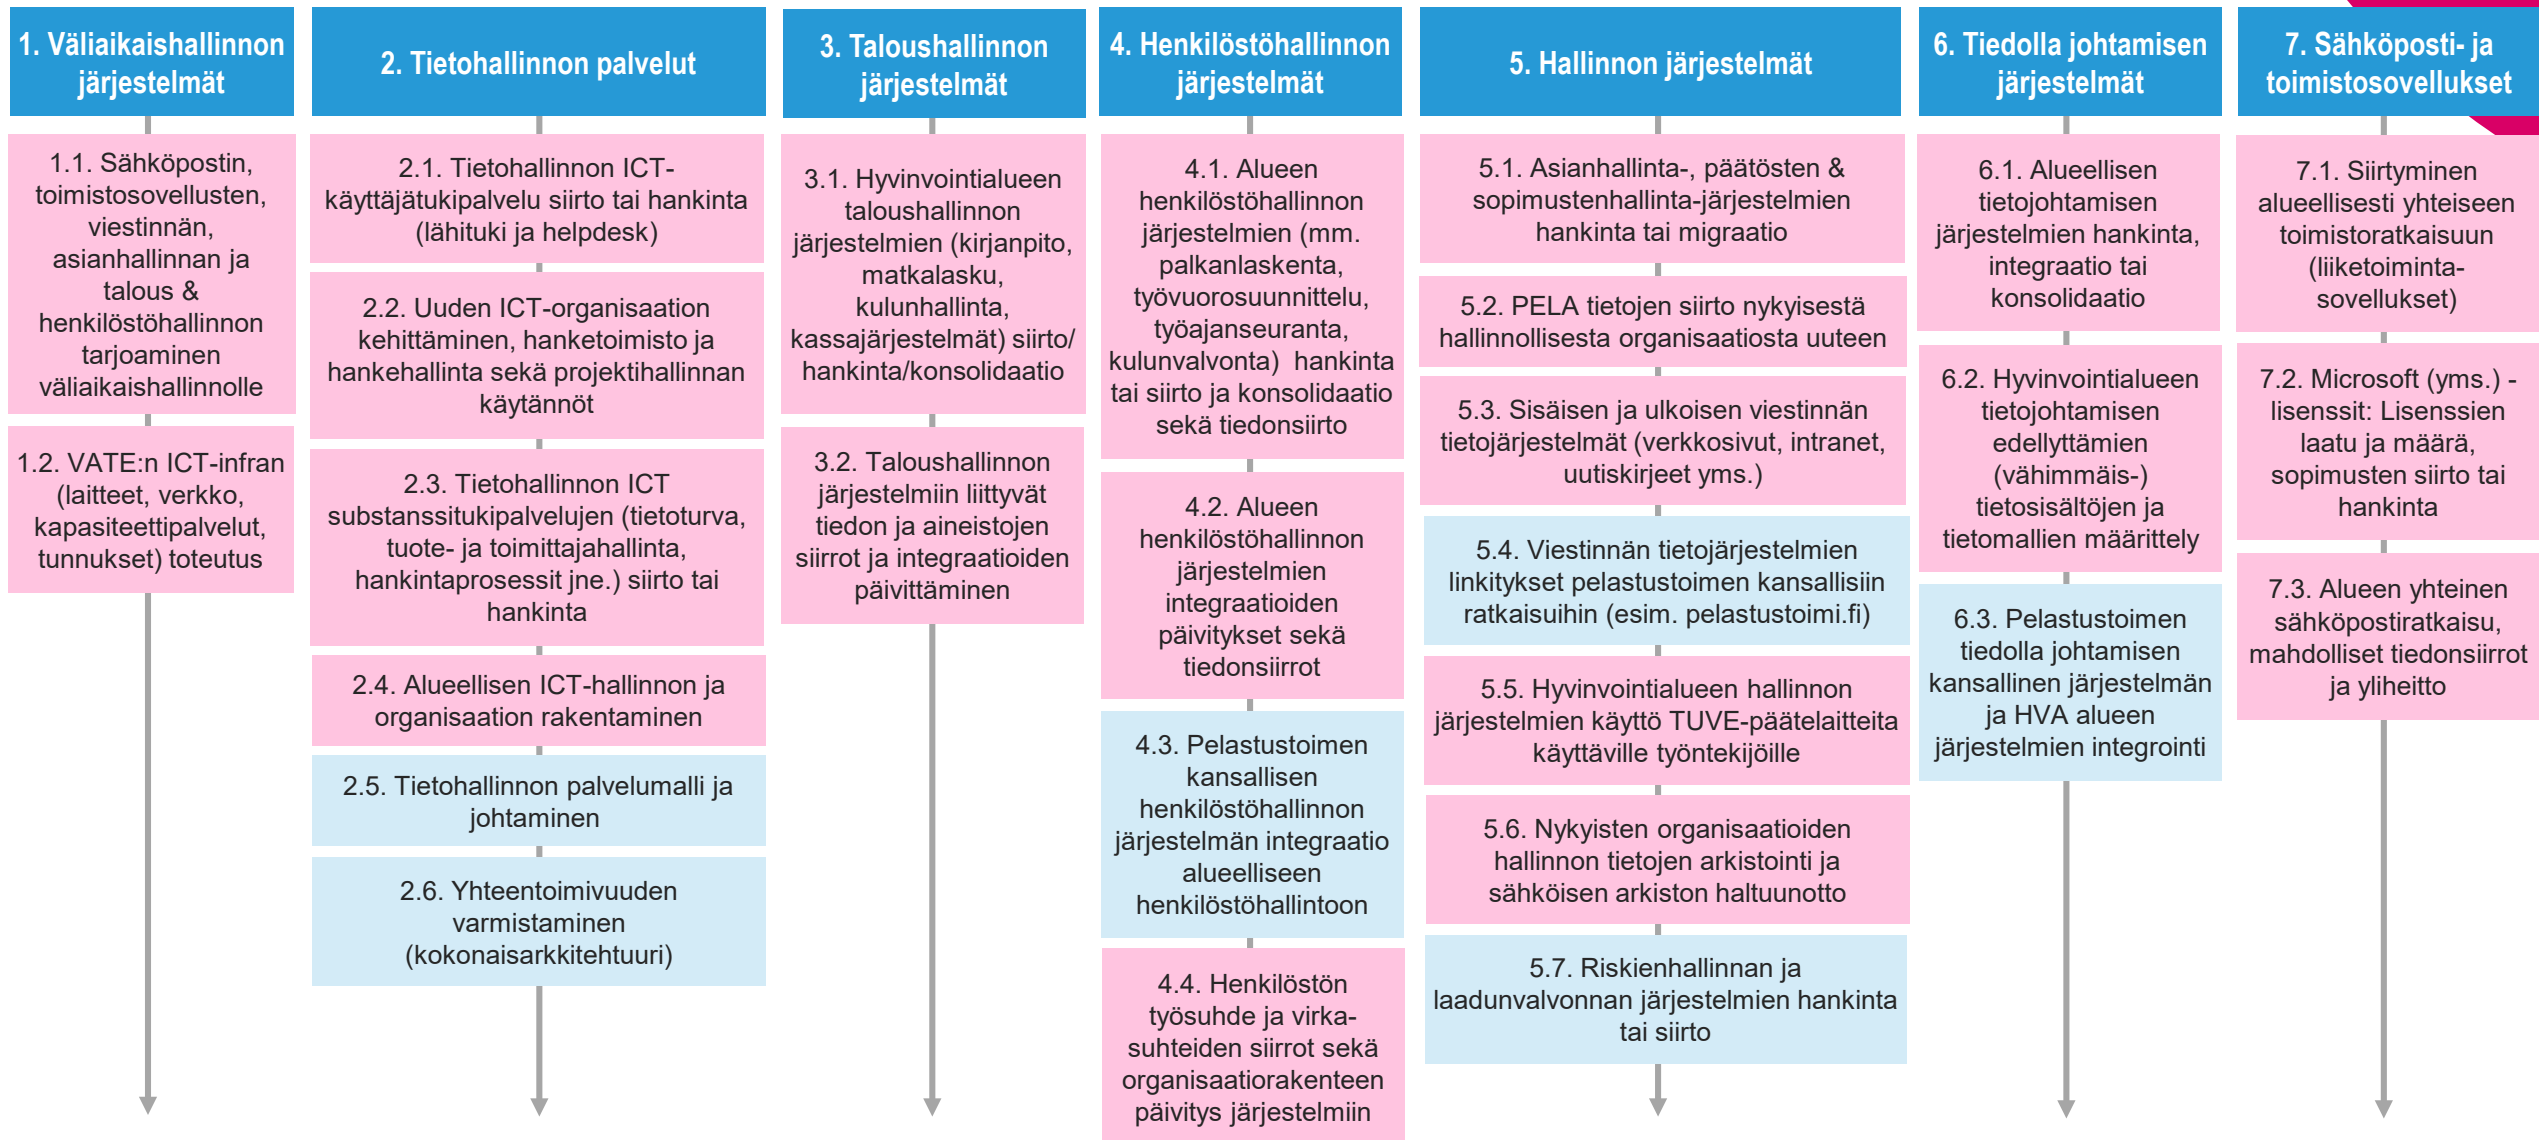 1. Väliaikaishallinnon
järjestelmät
1.1. Sähköpostin,
toimistosovellusten,
viestinnän,
asianhallinnan ja
talous &
henkilöstöhallinnon
tarjoaminen
väliaikaishallinnolle
1.2. VATE:n ICT-infran
(laitteet, verkko,
kapasiteettipalvelut,
tunnukset) toteutus
2. Tietohallinnon palvelut
2.1. Tietohallinnon ICT-
käyttäjätukipalvelu siirto tai hankinta
(lähituki ja helpdesk)
2.2. Uuden ICT-organisaation
kehittäminen, hanketoimisto ja
hankehallinta sekä projektihallinnan
käytännöt
2.3. Tietohallinnon ICT
substanssitukipalvelujen (tietoturva,
tuote- ja toimittajahallinta,
hankintaprosessit jne.) siirto tai
hankinta
2.4. Alueellisen ICT-hallinnon ja
organisaation rakentaminen
2.5. Tietohallinnon palvelumalli ja
johtaminen
2.6. Yhteentoimivuuden
varmistaminen
(kokonaisarkkitehtuuri)
3. Taloushallinnon
järjestelmät
3.1. Hyvinvointialueen
taloushallinnon
järjestelmien (kirjanpito,
matkalasku,
kulunhallinta,
kassajärjestelmät) siirto/
hankinta/konsolidaatio
3.2. Taloushallinnon
järjestelmiin liittyvät
tiedon ja aineistojen
siirrot ja integraatioiden
päivittäminen
4. Henkilöstöhallinnon
järjestelmät
4.1. Alueen
henkilöstöhallinnon
järjestelmien (mm.
palkanlaskenta,
työvuorosuunnittelu,
työajanseuranta,
kulunvalvonta) hankinta
tai siirto ja konsolidaatio
sekä tiedonsiirto
4.2. Alueen
henkilöstöhallinnon
järjestelmien
integraatioiden
päivitykset sekä
tiedonsiirrot
4.3. Pelastustoimen
kansallisen
henkilöstöhallinnon
järjestelmän integraatio
alueelliseen
henkilöstöhallintoon
4.4. Henkilöstön
työsuhde ja virka-
suhteiden siirrot sekä
organisaatiorakenteen
päivitys järjestelmiin
5. Hallinnon järjestelmät
5.1. Asianhallinta-, päätösten &
sopimustenhallinta-järjestelmien
hankinta tai migraatio
5.2. PELA tietojen siirto nykyisestä
hallinnollisesta organisaatiosta uuteen
5.3. Sisäisen ja ulkoisen viestinnän
tietojärjestelmät (verkkosivut, intranet,
uutiskirjeet yms.)
5.4. Viestinnän tietojärjestelmien
linkitykset pelastustoimen kansallisiin
ratkaisuihin (esim. pelastustoimi.fi)
5.5. Hyvinvointialueen hallinnon
järjestelmien käyttö TUVE-päätelaitteita
käyttäville työntekijöille
5.6. Nykyisten organisaatioiden
hallinnon tietojen arkistointi ja
sähköisen arkiston haltuunotto
5.7. Riskienhallinnan ja
laadunvalvonnan järjestelmien hankinta
tai siirto
6. Tiedolla johtamisen
järjestelmät
6.1. Alueellisen
tietojohtamisen
järjestelmien hankinta,
integraatio tai
konsolidaatio
6.2. Hyvinvointialueen
tietojohtamisen
edellyttämien
(vähimmäis-)
tietosisältöjen ja
tietomallien määrittely
6.3. Pelastustoimen
tiedolla johtamisen
kansallinen järjestelmän
ja HVA alueen
järjestelmien integrointi
7. Sähköposti- ja
toimistosovellukset
7.1. Siirtyminen
alueellisesti yhteiseen
toimistoratkaisuun
(liiketoiminta-
sovellukset)
7.2. Microsoft (yms.) -
lisenssit: Lisenssien
laatu ja määrä,
sopimusten siirto tai
hankinta
7.3. Alueen yhteinen
sähköpostiratkaisu,
mahdolliset tiedonsiirrot
ja yliheitto